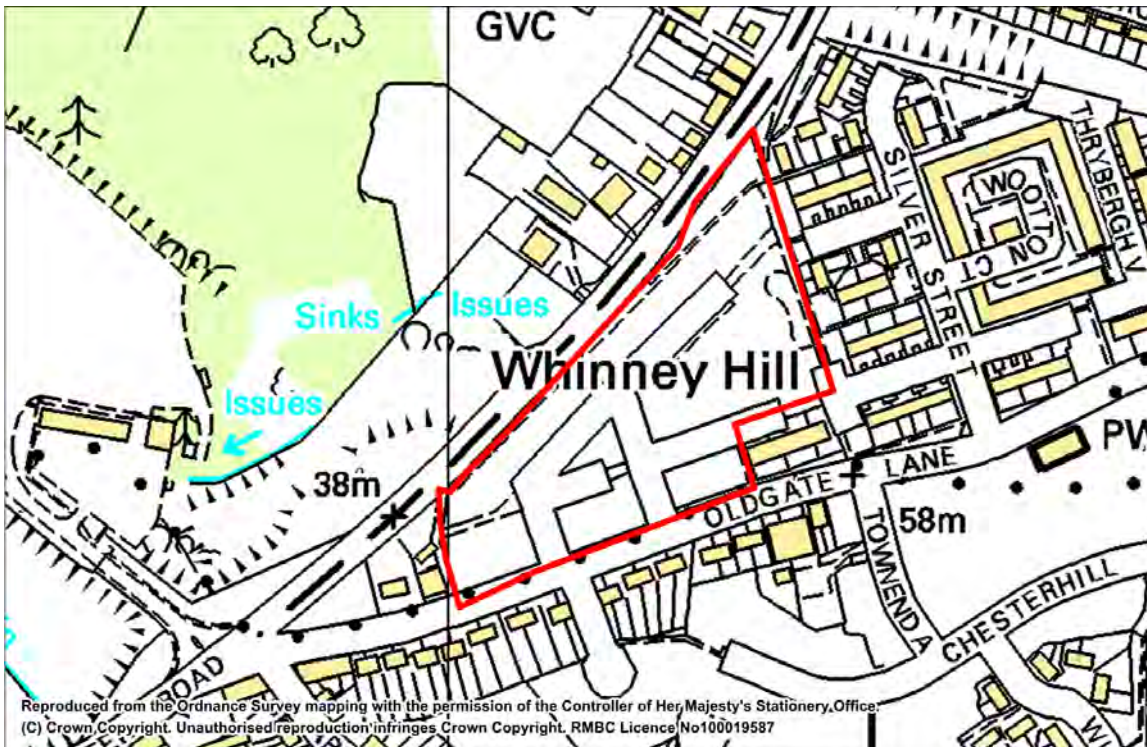 GVC
THRYBERGH
SILVER STREET
WOOTTON CT
Sinks
Issues
Whinney Hill
Issues
38m
PW
OLDGATE LANE
58m
TOWNEND A
CHESTERHILL
ROAD
W
Reproduced from the Ordnance Survey mapping with the permission of the Controller of Her Majesty's Stationery Office.
(C) Crown Copyright. Unauthorised reproduction infringes Crown Copyright. RMBC Licence No100019587